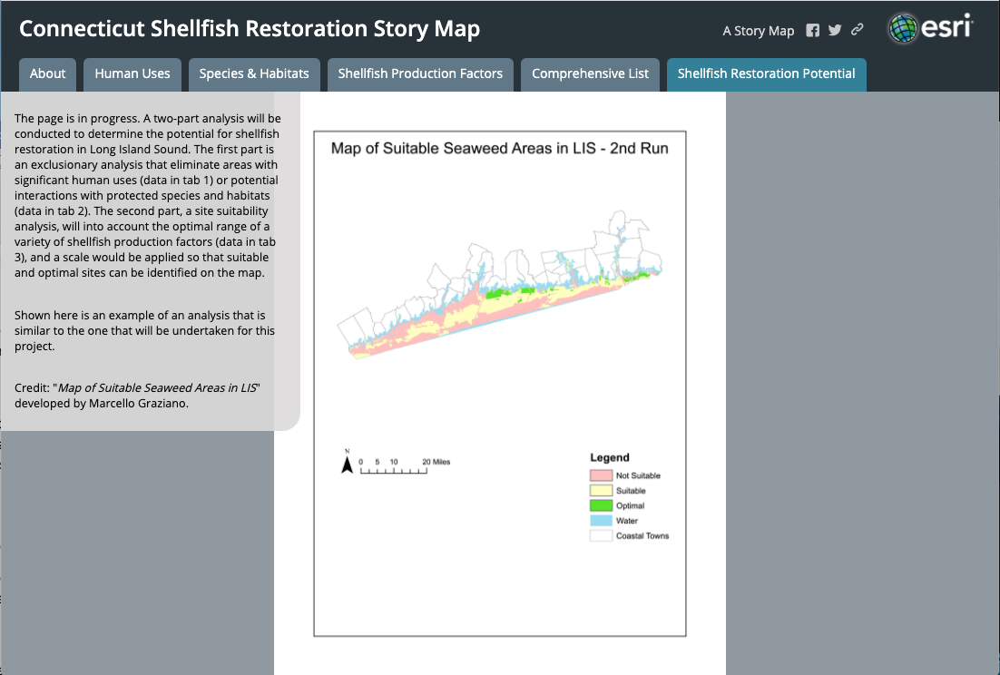 Connecticut Shellfish Restoration Story Map
A Story Map
esri
About
Human Uses
Species & Habitats
Shellfish Production Factors
Comprehensive List
Shellfish Restoration Potential
The page is in progress. A two-part analysis will be
conducted to determine the potential for shellfish
restoration in Long Island Sound. The first part is
an exclusionary analysis that eliminate areas with
significant human uses (data in tab 1) or potential
interactions with protected species and habitats
(data in tab 2). The second part, a site suitability
analysis, will into account the optimal range of a
variety of shellfish production factors (data in tab
3), and a scale would be applied so that suitable
and optimal sites can be identified on the map.
Shown here is an example of an analysis that is
similar to the one that will be undertaken for this
project.
Credit: "Map of Suitable Seaweed Areas in LIS"
developed by Marcello Graziano.
Map of Suitable Seaweed Areas in LIS - 2nd Run
N
0 5 10 20 Miles
Legend
Not Suitable
Suitable
Optimal
Water
Coastal Towns